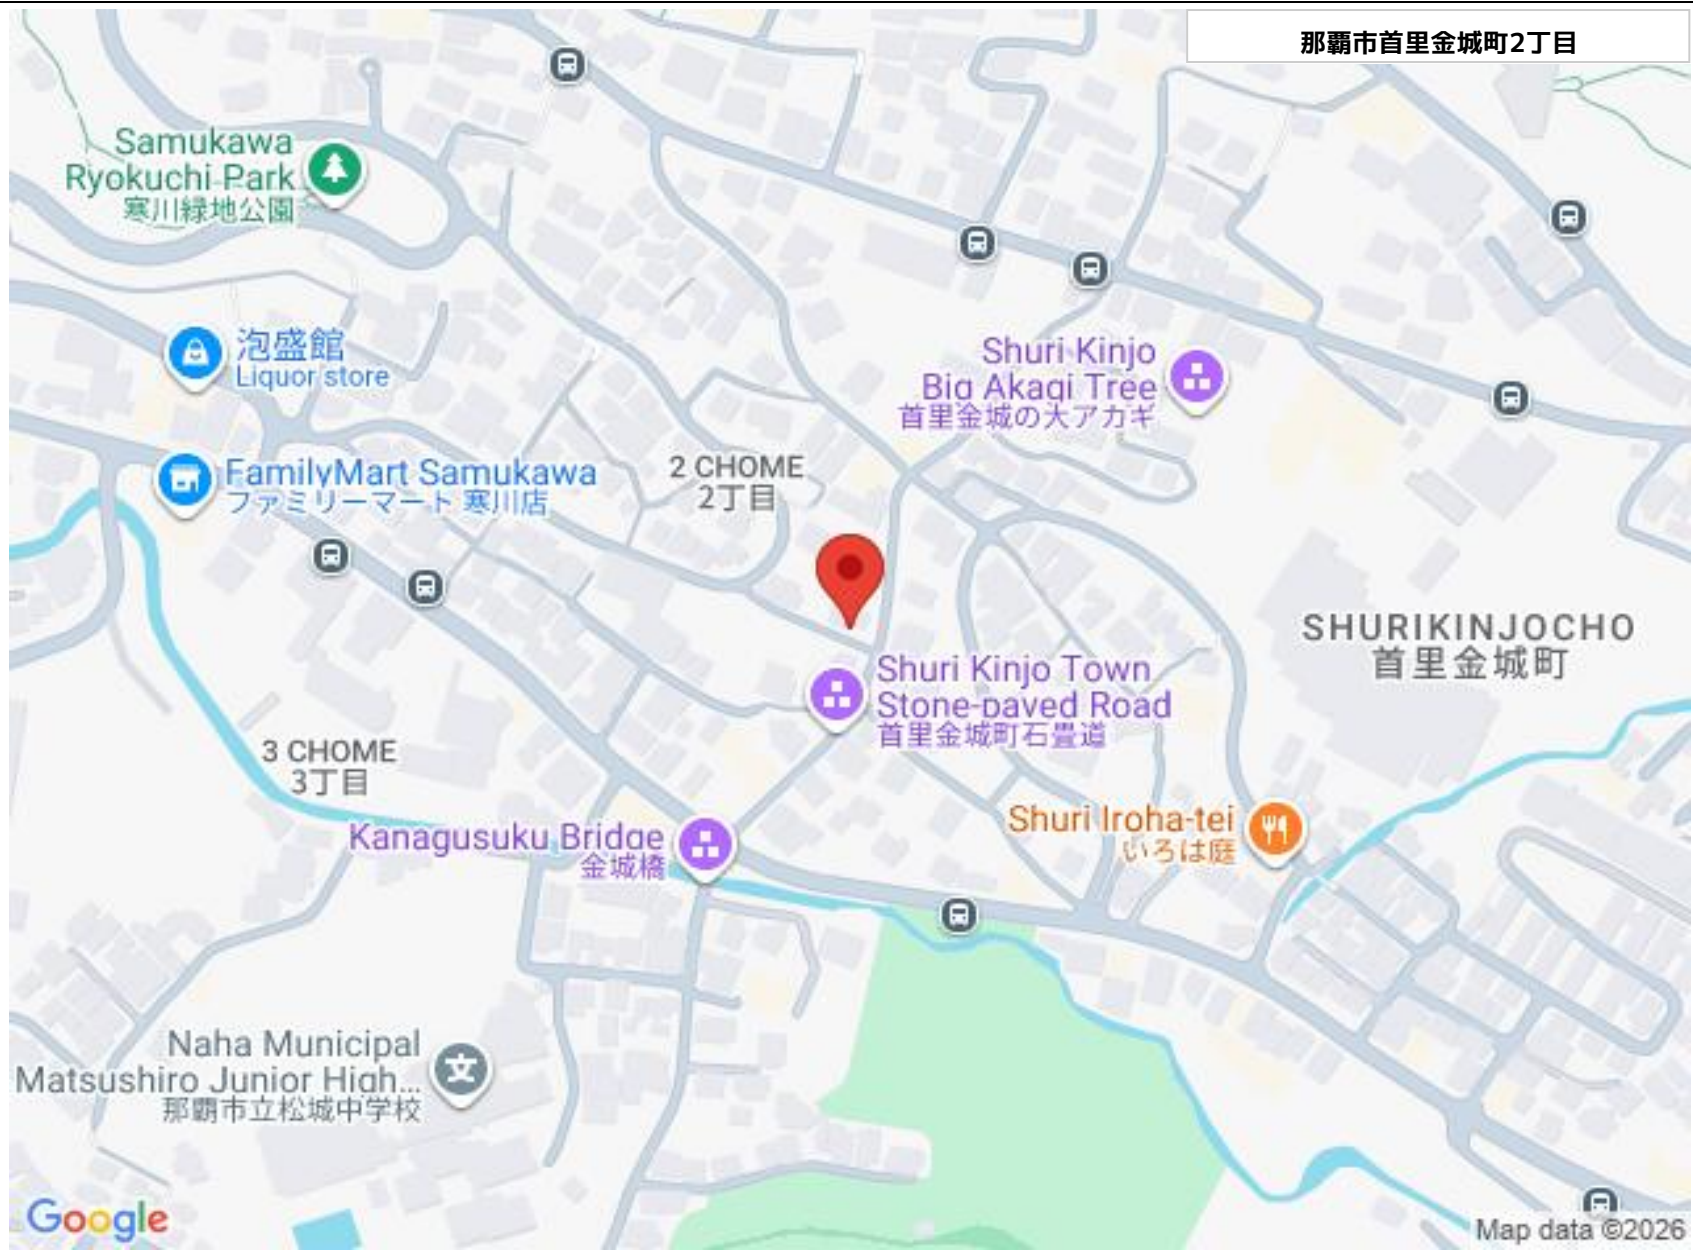 那覇市首里金城町2丁目
Samukawa
Ryokuchi Park
寒川緑地公園
泡盛館
Liquor store
Shuri Kinjo
Big Akagi Tree
首里金城の大アカギ
FamilyMart Samukawa
ファミリーマート 寒川店
2 CHOME
2丁目
SHURIKINJOCHO
首里金城町
Shuri Kinjo Town
Stone-paved Road
首里金城町石畳道
3 CHOME
3丁目
Kanagusuku Bridge
金城橋
Shuri Iroha-tei
いろは庭
Naha Municipal
Matsushiro Junior High...
那覇市立松城中学校
文
Google
Map data ©2026